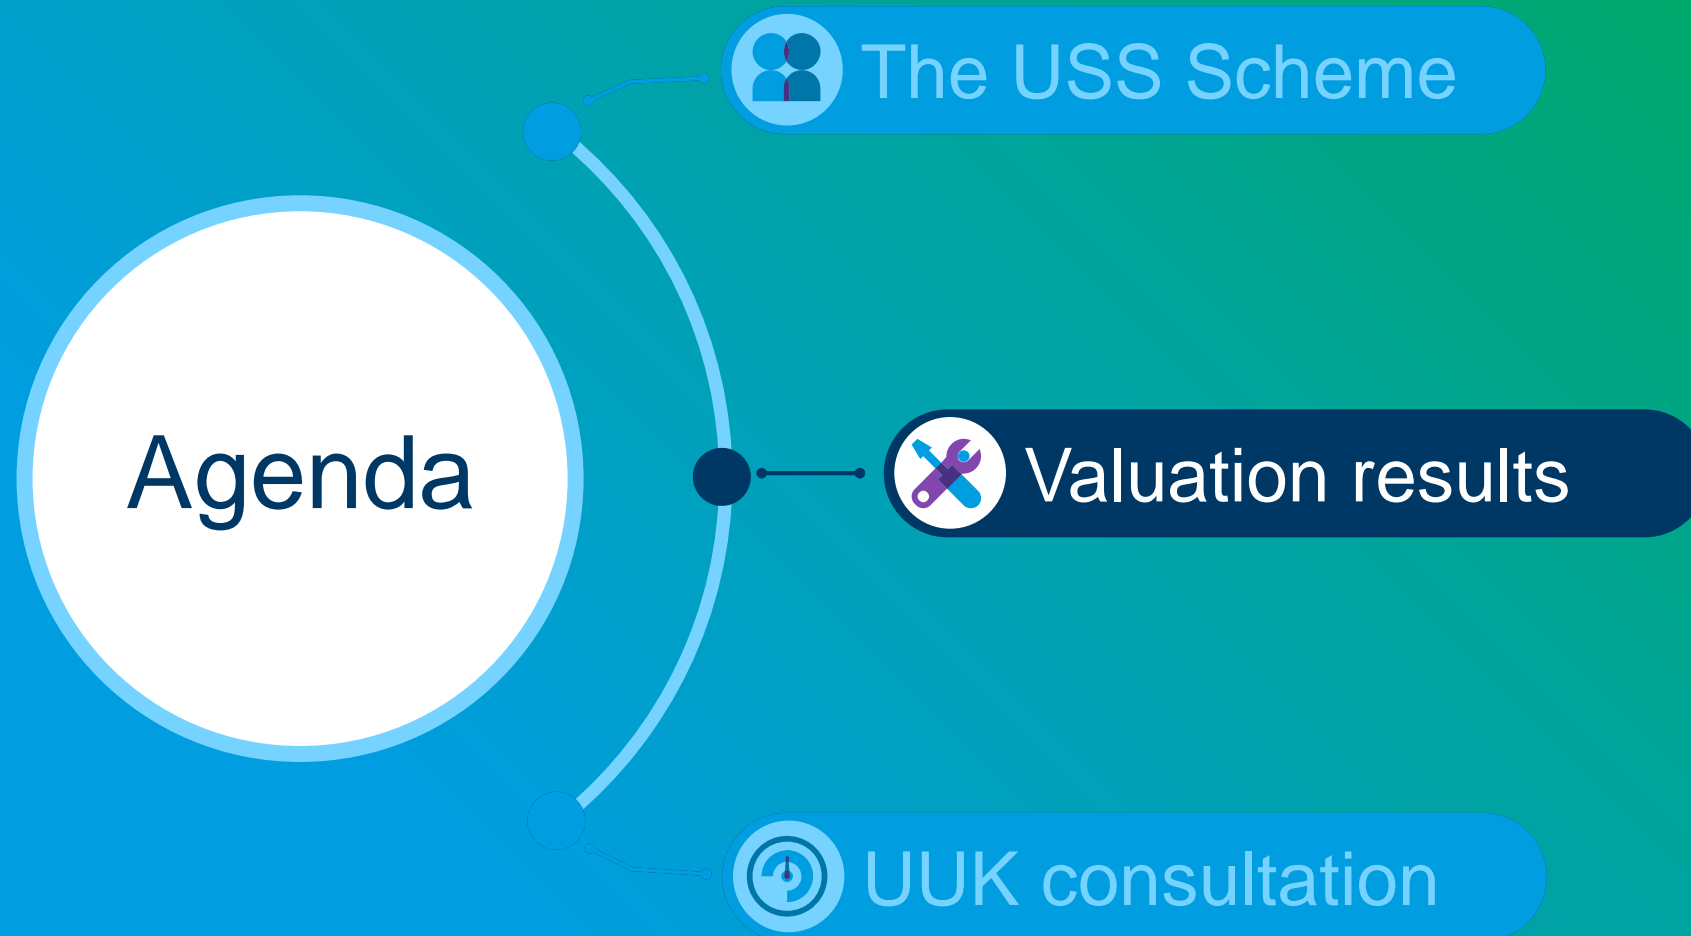 The USS Scheme
Agenda
Valuation results
UUK consultation